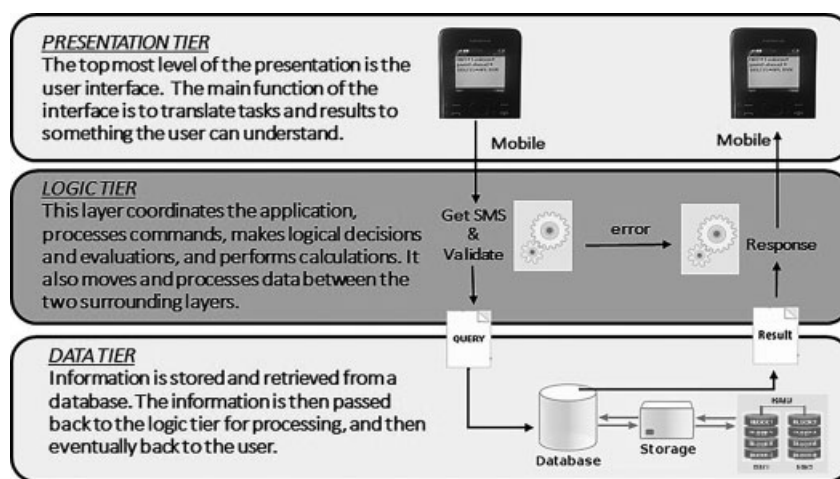 PRESENTATION TIER
The top most level of the presentation is the
user interface. The main function of the
interface is to translate tasks and results to
something the user can understand.
Mobile
Mobile
LOGIC TIER
This layer coordinates the application,
processes commands, makes logical decisions
and evaluations, and performs calculations. It
also moves and processes data between the
two surrounding layers.
Get SMS
&
Validate
error
Response
QUERY
Result
DATA TIER
Information is stored and retrieved from a
database. The information is then passed
back to the logic tier for processing, and then
eventually back to the user.
Database
Storage